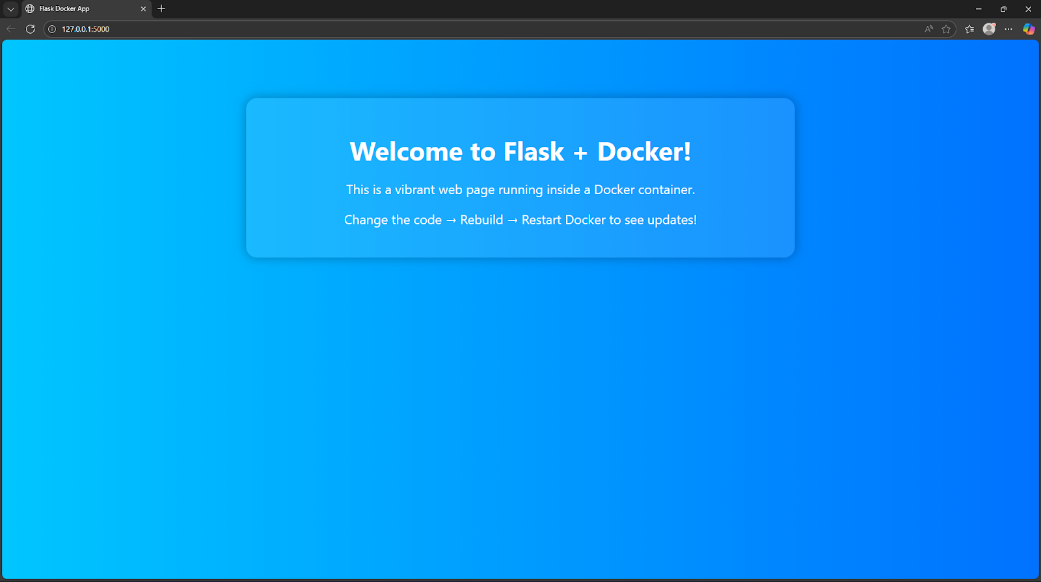 Flask Docker App
127.0.0.1:5000
Welcome to Flask + Docker!
This is a vibrant web page running inside a Docker container.
Change the code → Rebuild → Restart Docker to see updates!